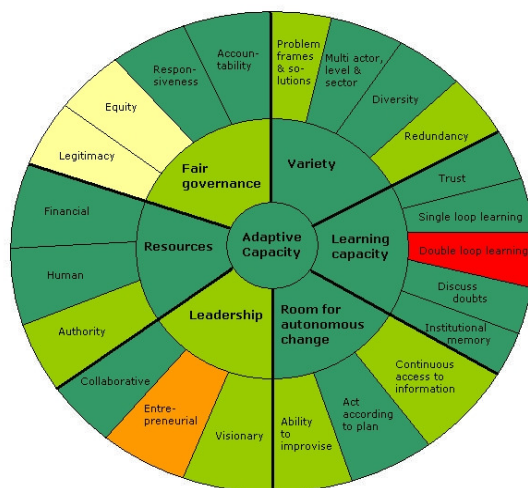 Problem
frames
& so-
lutions
Multi actor,
level &
sector
Diversity
Redundancy
Trust
Single loop learning
Double loop learning
Discuss
doubts
Institutional
memory
Continuous
access to
information
Act
according
to plan
Ability
to
improvise
Visionary
Entre-
preneurial
Collaborative
Authority
Human
Financial
Legitimacy
Equity
Respon-
siveness
Accoun-
tability
Fair
governance
Variety
Learning
capacity
Room for
autonomous
change
Leadership
Resources
Adaptive
Capacity